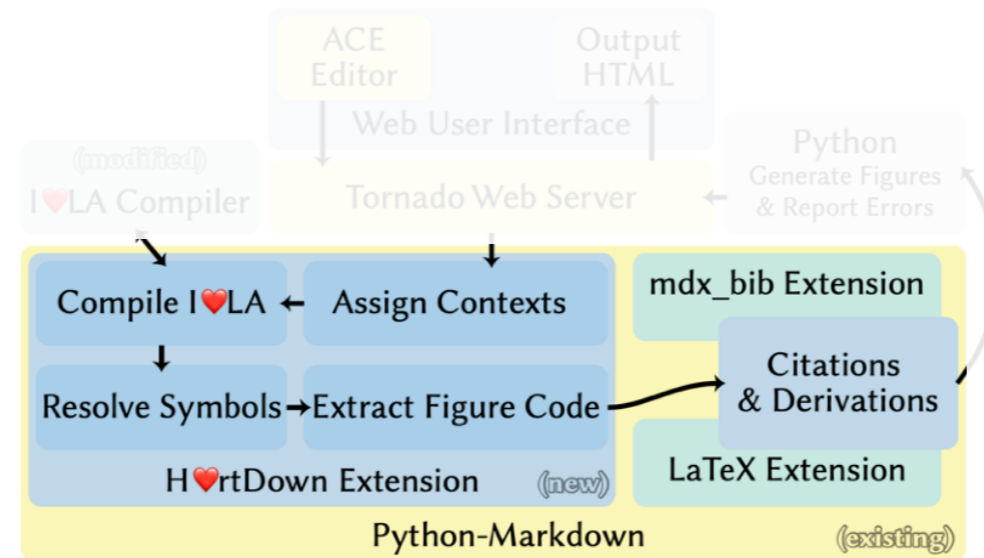 ACE
Editor
Output
HTML
Web User Interface
(modified)
I❤️LA Compiler
Tornado Web Server
Python
Generate Figures
& Report Errors
Compile I❤️LA
Assign Contexts
mdx_bib Extension
Citations
& Derivations
Resolve Symbols
Extract Figure Code
LaTeX Extension
H❤️rtDown Extension
(new)
Python-Markdown
(existing)